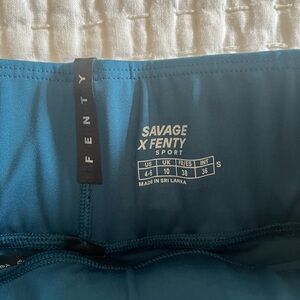 FENTY
SAVAGE
X FENTY
SPORT
US UK FR/ES INT
4-6 10 38 36 S
MADE IN SRI LANKA